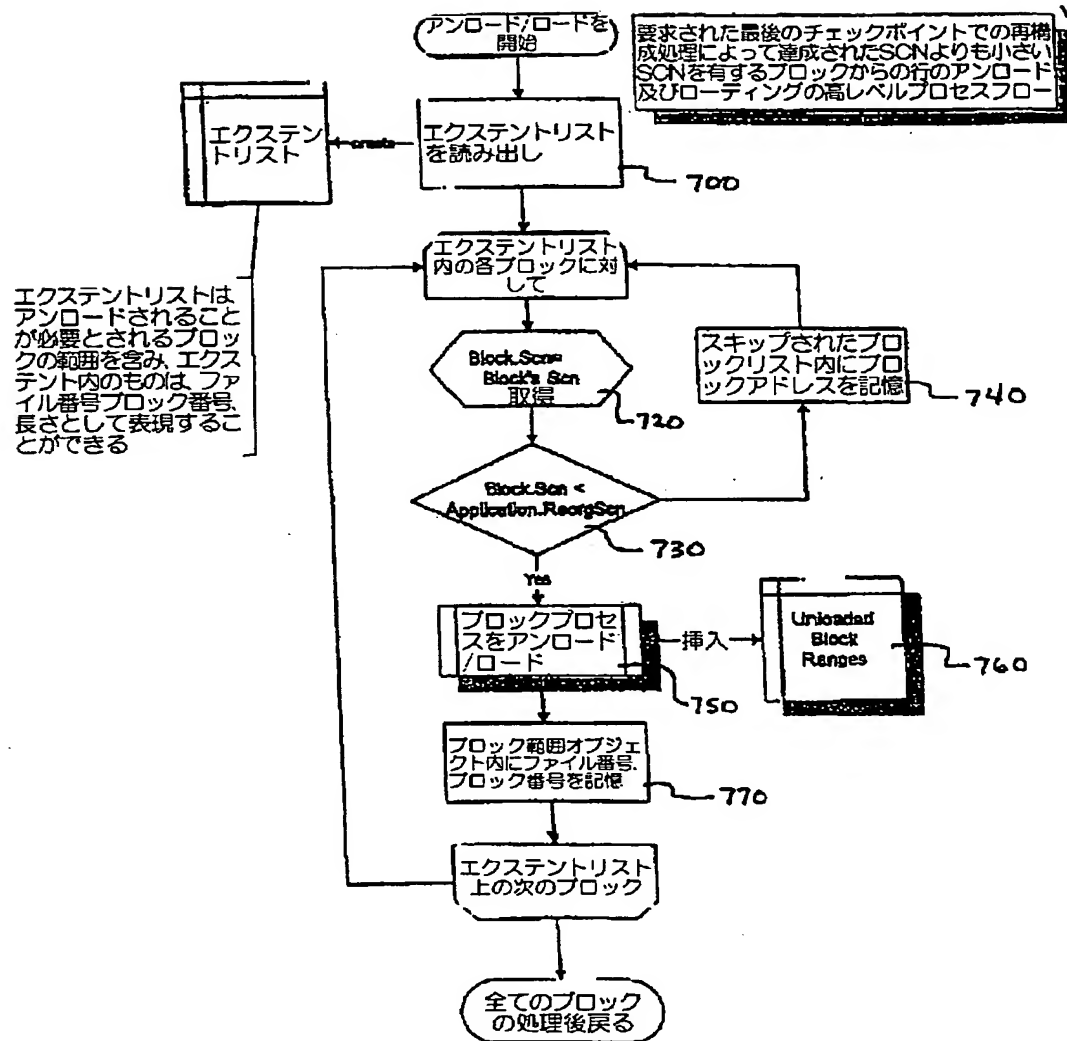 アンロード/ロードを
開始
要求された最後のチェックポイントでの再構
成処理によって達成されたSCNよりも小さい
SCNを有するブロックからの行のアンロード
及びローディングの高レベルプロセスフロー
エクステン
トリスト
create
エクステントリスト
を読み出し
700
エクステントリスト
内の各ブロックに対
して
エクステントリストは
アンロードされること
が必要とされるブロッ
クの範囲を含み、エクス
テント内のものは、ファ
イル番号ブロック番号、
長さとして表現するこ
とができる
Block.Scn=
Block's Scn
取得
720
スキップされたブロ
ックリスト内にブロ
ックアドレスを記憶
740
Block.Scn <
Application.ReorgScn
730
Yes
ブロックプロセ
スをアンロード
/ロード
750
挿入
Unloaded
Block
Ranges
760
ブロック範囲オブジェ
クト内にファイル番号、
ブロック番号を記憶
770
エクステントリスト
上の次のブロック
全てのブロック
の処理後戻る